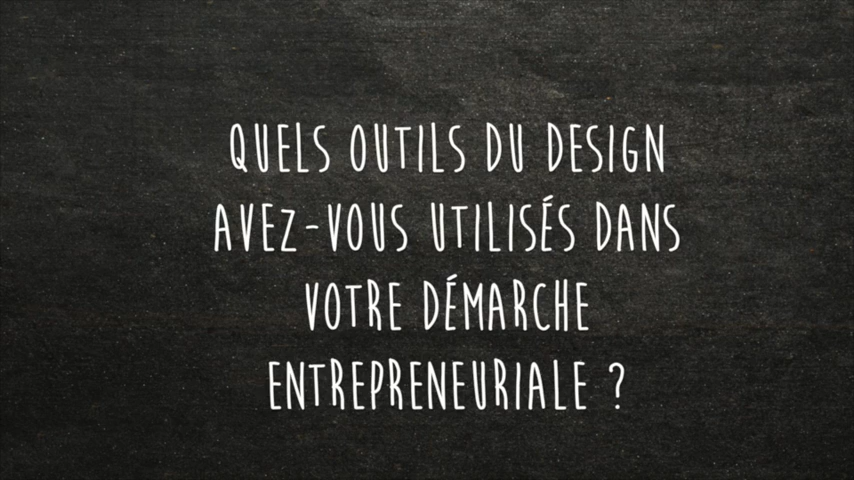 QUELS OUTILS DU DESIGN
AVEZ-VOUS UTILISÉS DANS
VOTRE DÉMARCHE
ENTREPRENEURIALE ?